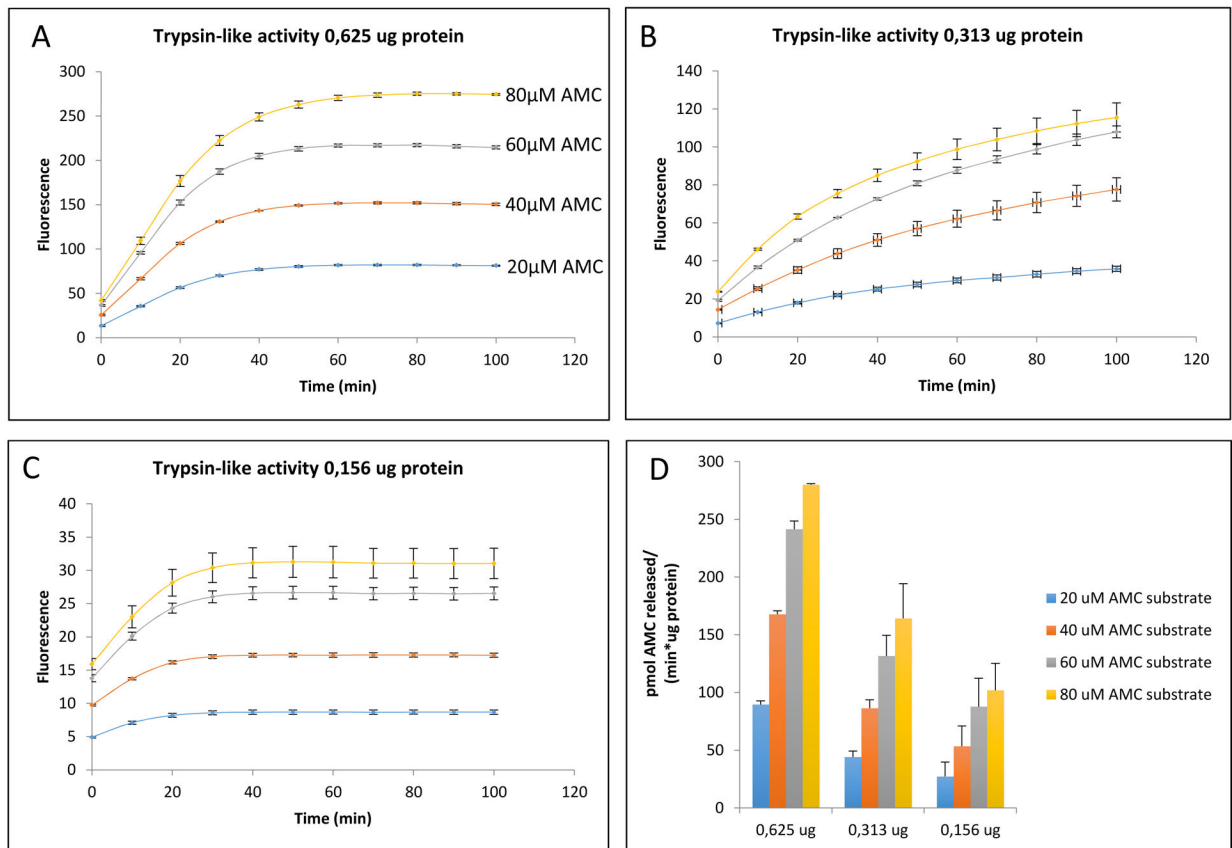 A
Trypsin-like activity 0,625 ug protein
Fluorescence
300
250
200
150
100
50
0
80μM AMC
60μM AMC
40μM AMC
20μM AMC
0 20 40 60 80 100 120
Time (min)
B
Trypsin-like activity 0,313 ug protein
Fluorescence
140
120
100
80
60
40
20
0
0 20 40 60 80 100 120
Time (min)
C
Trypsin-like activity 0,156 ug protein
Fluorescence
40
35
30
25
20
15
10
5
0
0 20 40 60 80 100 120
Time (min)
D
pmol AMC released/
(min*ug protein)
300
250
200
150
100
50
0
0,625 ug 0,313 ug 0,156 ug
20 uM AMC substrate
40 uM AMC substrate
60 uM AMC substrate
80 uM AMC substrate